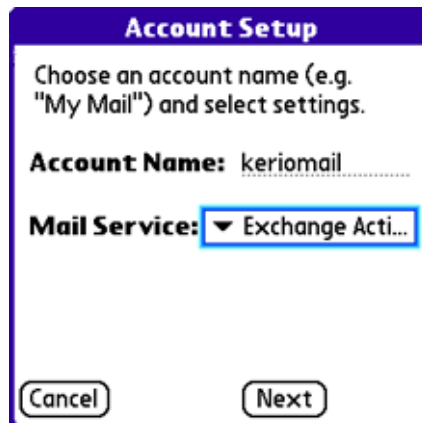 Account Setup
Choose an account name (e.g.
"My Mail") and select settings.
Account Name: keriomail
Mail Service: Exchange Acti...
Cancel Next